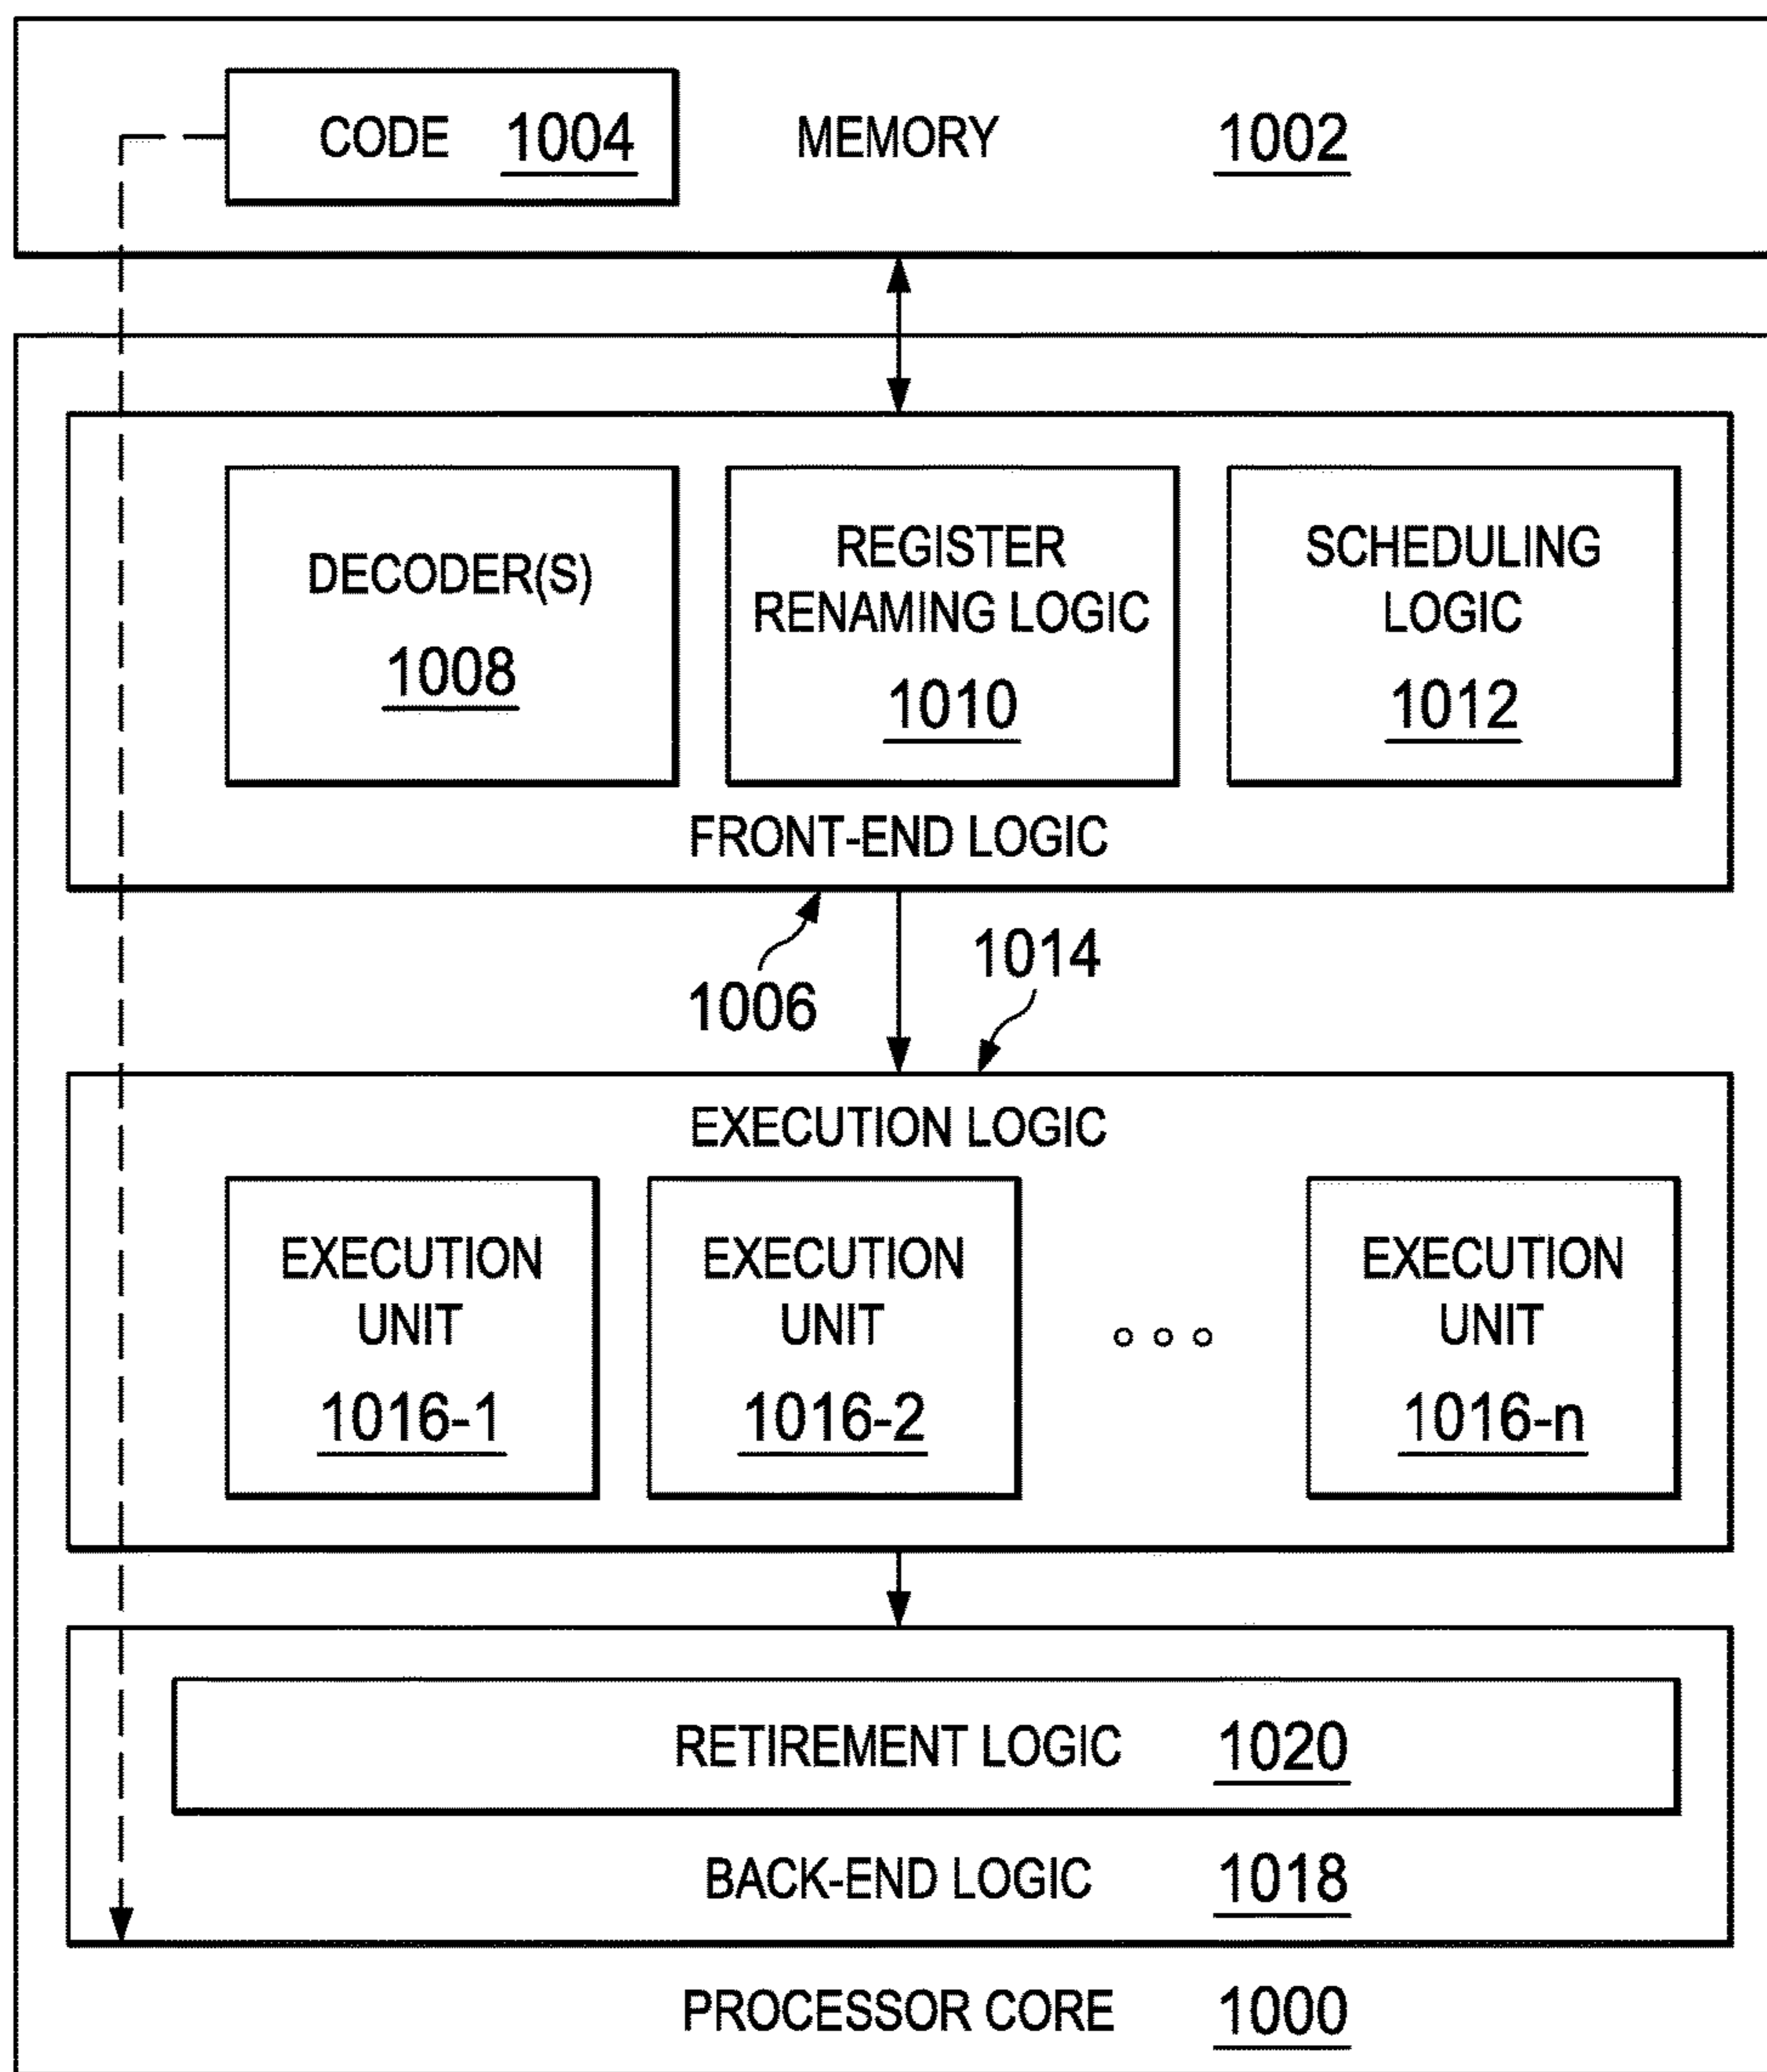 CODE 1004 MEMORY 1002
DECODER(S)
1008
REGISTER
RENAMING LOGIC
1010
SCHEDULING
LOGIC
1012
FRONT-END LOGIC
1006
1014
EXECUTION LOGIC
EXECUTION
UNIT
1016-1
EXECUTION
UNIT
1016-2
EXECUTION
UNIT
1016-n
RETIREMENT LOGIC 1020
BACK-END LOGIC 1018
PROCESSOR CORE 1000